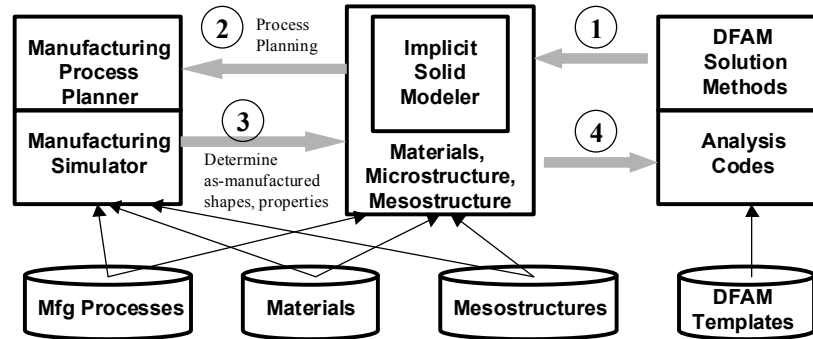 2
Process
Planning
1
Manufacturing
Process
Planner
Implicit
Solid
Modeler
DFAM
Solution
Methods
Manufacturing
Simulator
3
Determine
as-manufactured
shapes, properties
Materials,
Microstructure,
Mesostructure
4
Analysis
Codes
Mfg Processes
Materials
Mesostructures
DFAM
Templates